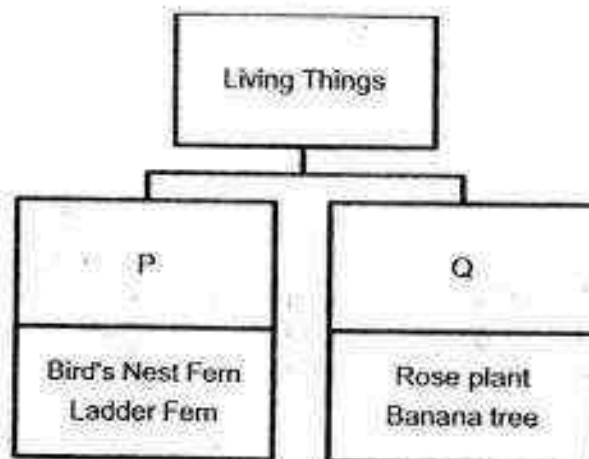 Living Things
P
Q
Bird's Nest Fern
Ladder Fern
Rose plant
Banana tree